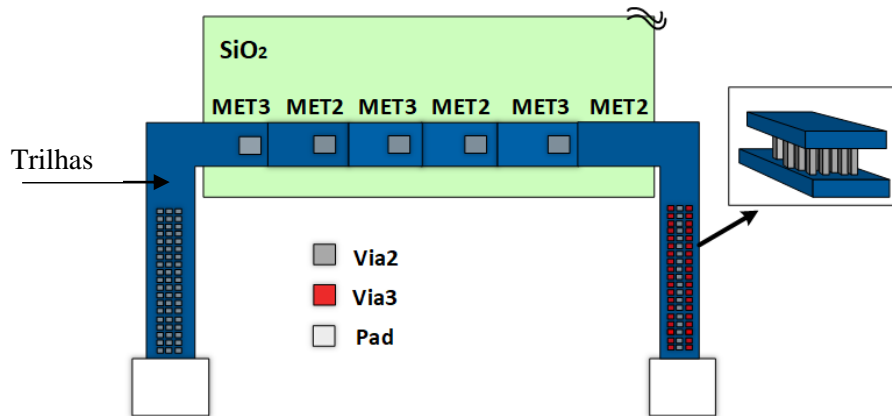 SiO₂
MET3 MET2 MET3 MET2 MET3 MET2
Trilhas
Via2
Via3
Pad